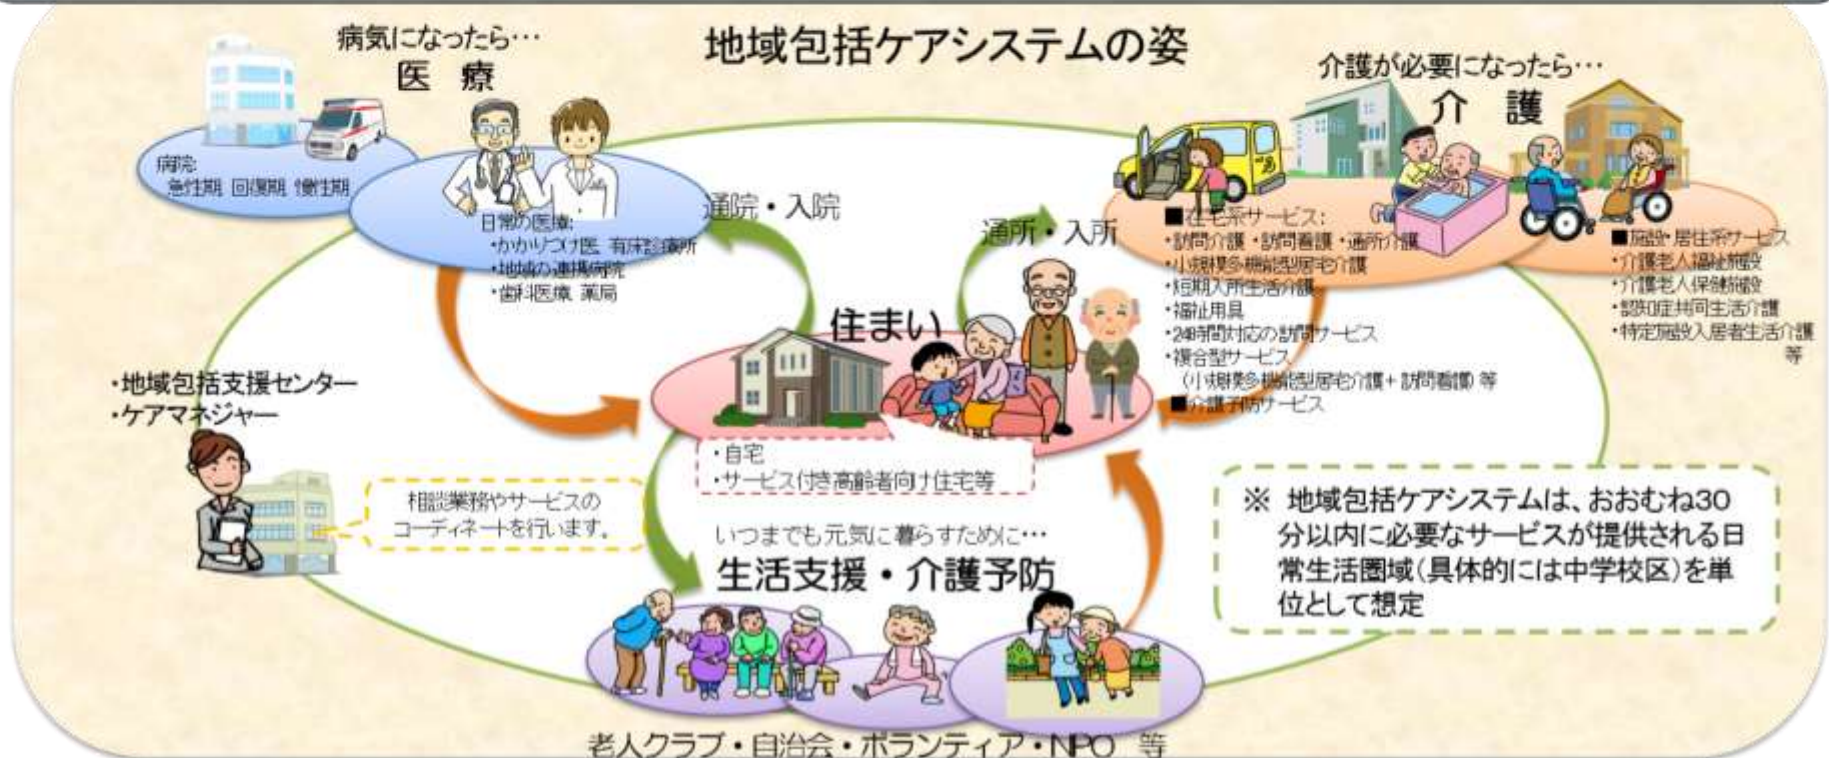 地域包括ケアシステムの姿
病気になったら…
医 療
病院:
急性期 回復期 慢性期
日常の医療:
・かかりつけ医 有床診療所
・地域の連携病院
・歯科医療 薬局
通院・入院
通所・入所
介護が必要になったら…
介 護
■在宅系サービス:
・訪問介護・訪問看護・通所介護
・小規模多機能型居宅介護
・短期入所生活介護
・福祉用具
・24時間対応の訪問サービス
・複合型サービス
(小規模多機能型居宅介護+訪問看護) 等
■介護予防サービス
■施設・居住系サービス
・介護老人福祉施設
・介護老人保健施設
・認知症共同生活介護
・特定施設入居者生活介護
等
住まい
・自宅
・サービス付き高齢者向け住宅等
・地域包括支援センター
・ケアマネジャー
相談業務やサービスの
コーディネートを行います。
いつまでも元気に暮らすために…
生活支援・介護予防
老人クラブ・自治会・ボランティア・NPO 等
※ 地域包括ケアシステムは、おおむね30
分以内に必要なサービスが提供される日
常生活圏域(具体的には中学校区)を単
位として想定